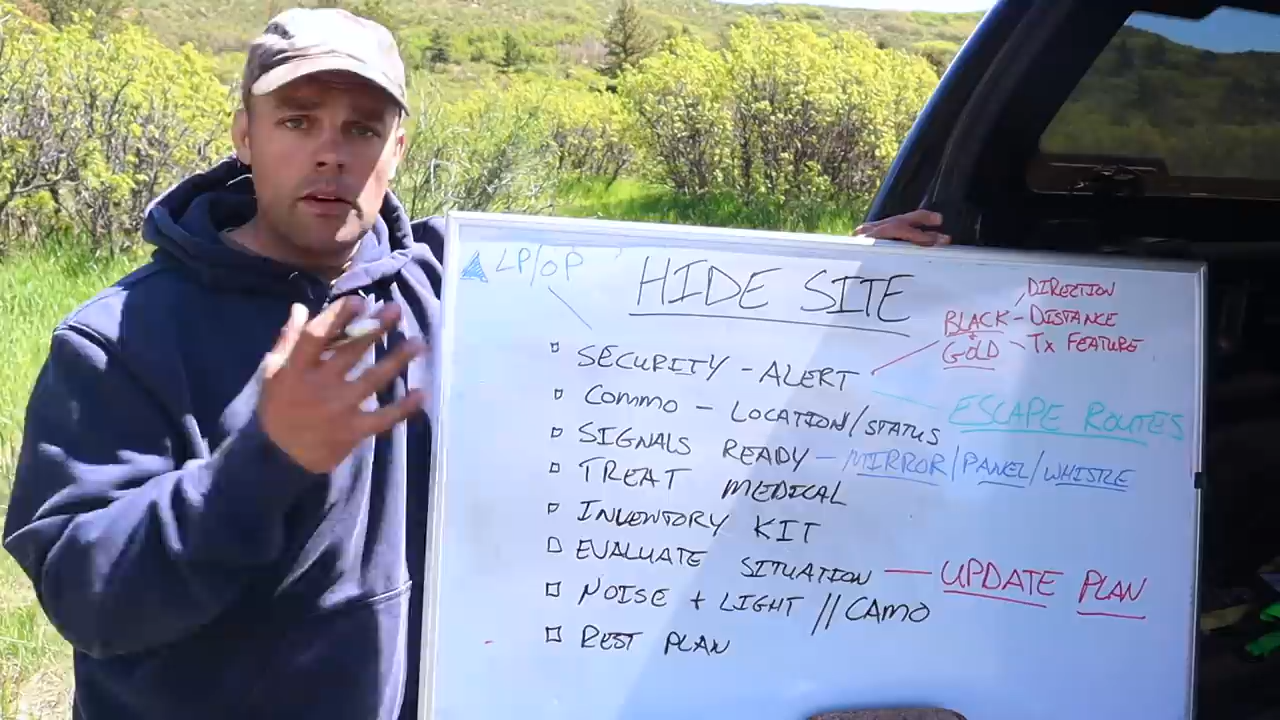 LP/OP
HIDE SITE
DIRECTION
BLACK - DISTANCE
GOLD - TX FEATURE
SECURITY - ALERT
ESCAPE ROUTES
COMMO - LOCATION/STATUS
SIGNALS READY - MIRROR/PANEL/WHISTLE
TREAT MEDICAL
INVENTORY KIT
EVALUATE SITUATION - UPDATE PLAN
NOISE + LIGHT // CAMO
REST PLAN